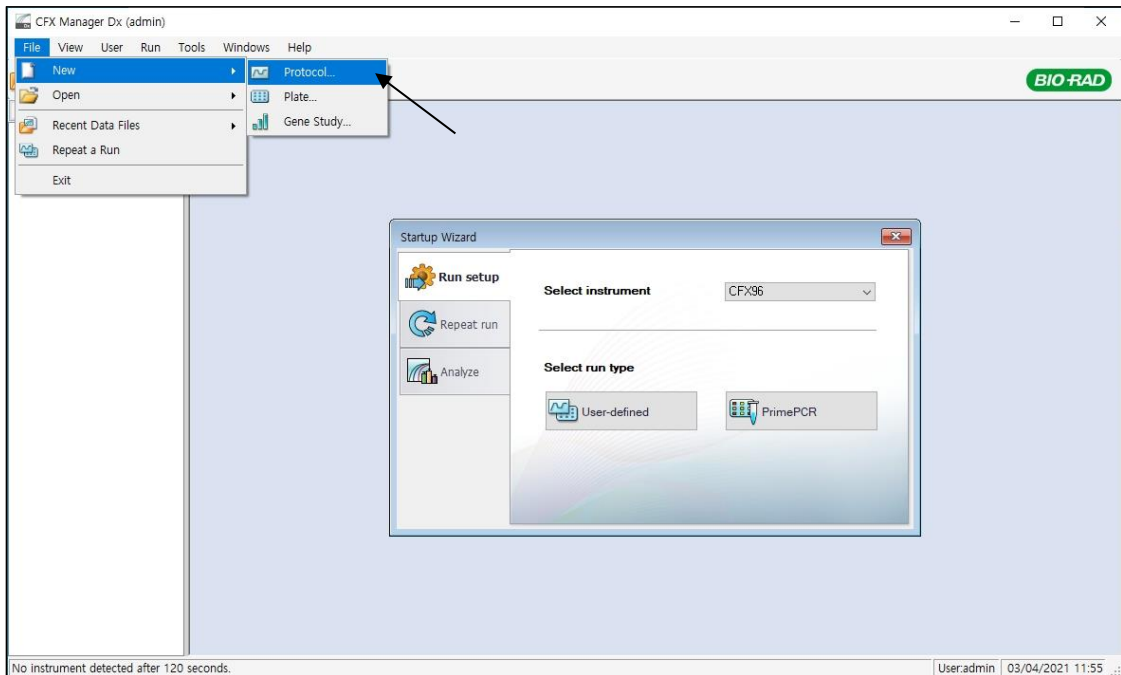 CFX Manager Dx (admin)
File View User Run Tools Windows Help
New
Open
Recent Data Files
Repeat a Run
Exit
Protocol...
Plate...
Gene Study...
BIO-RAD
Startup Wizard
Run setup
Repeat run
Analyze
Select instrument CFX96
Select run type
User-defined PrimePCR
No instrument detected after 120 seconds. User:admin 03/04/2021 11:55